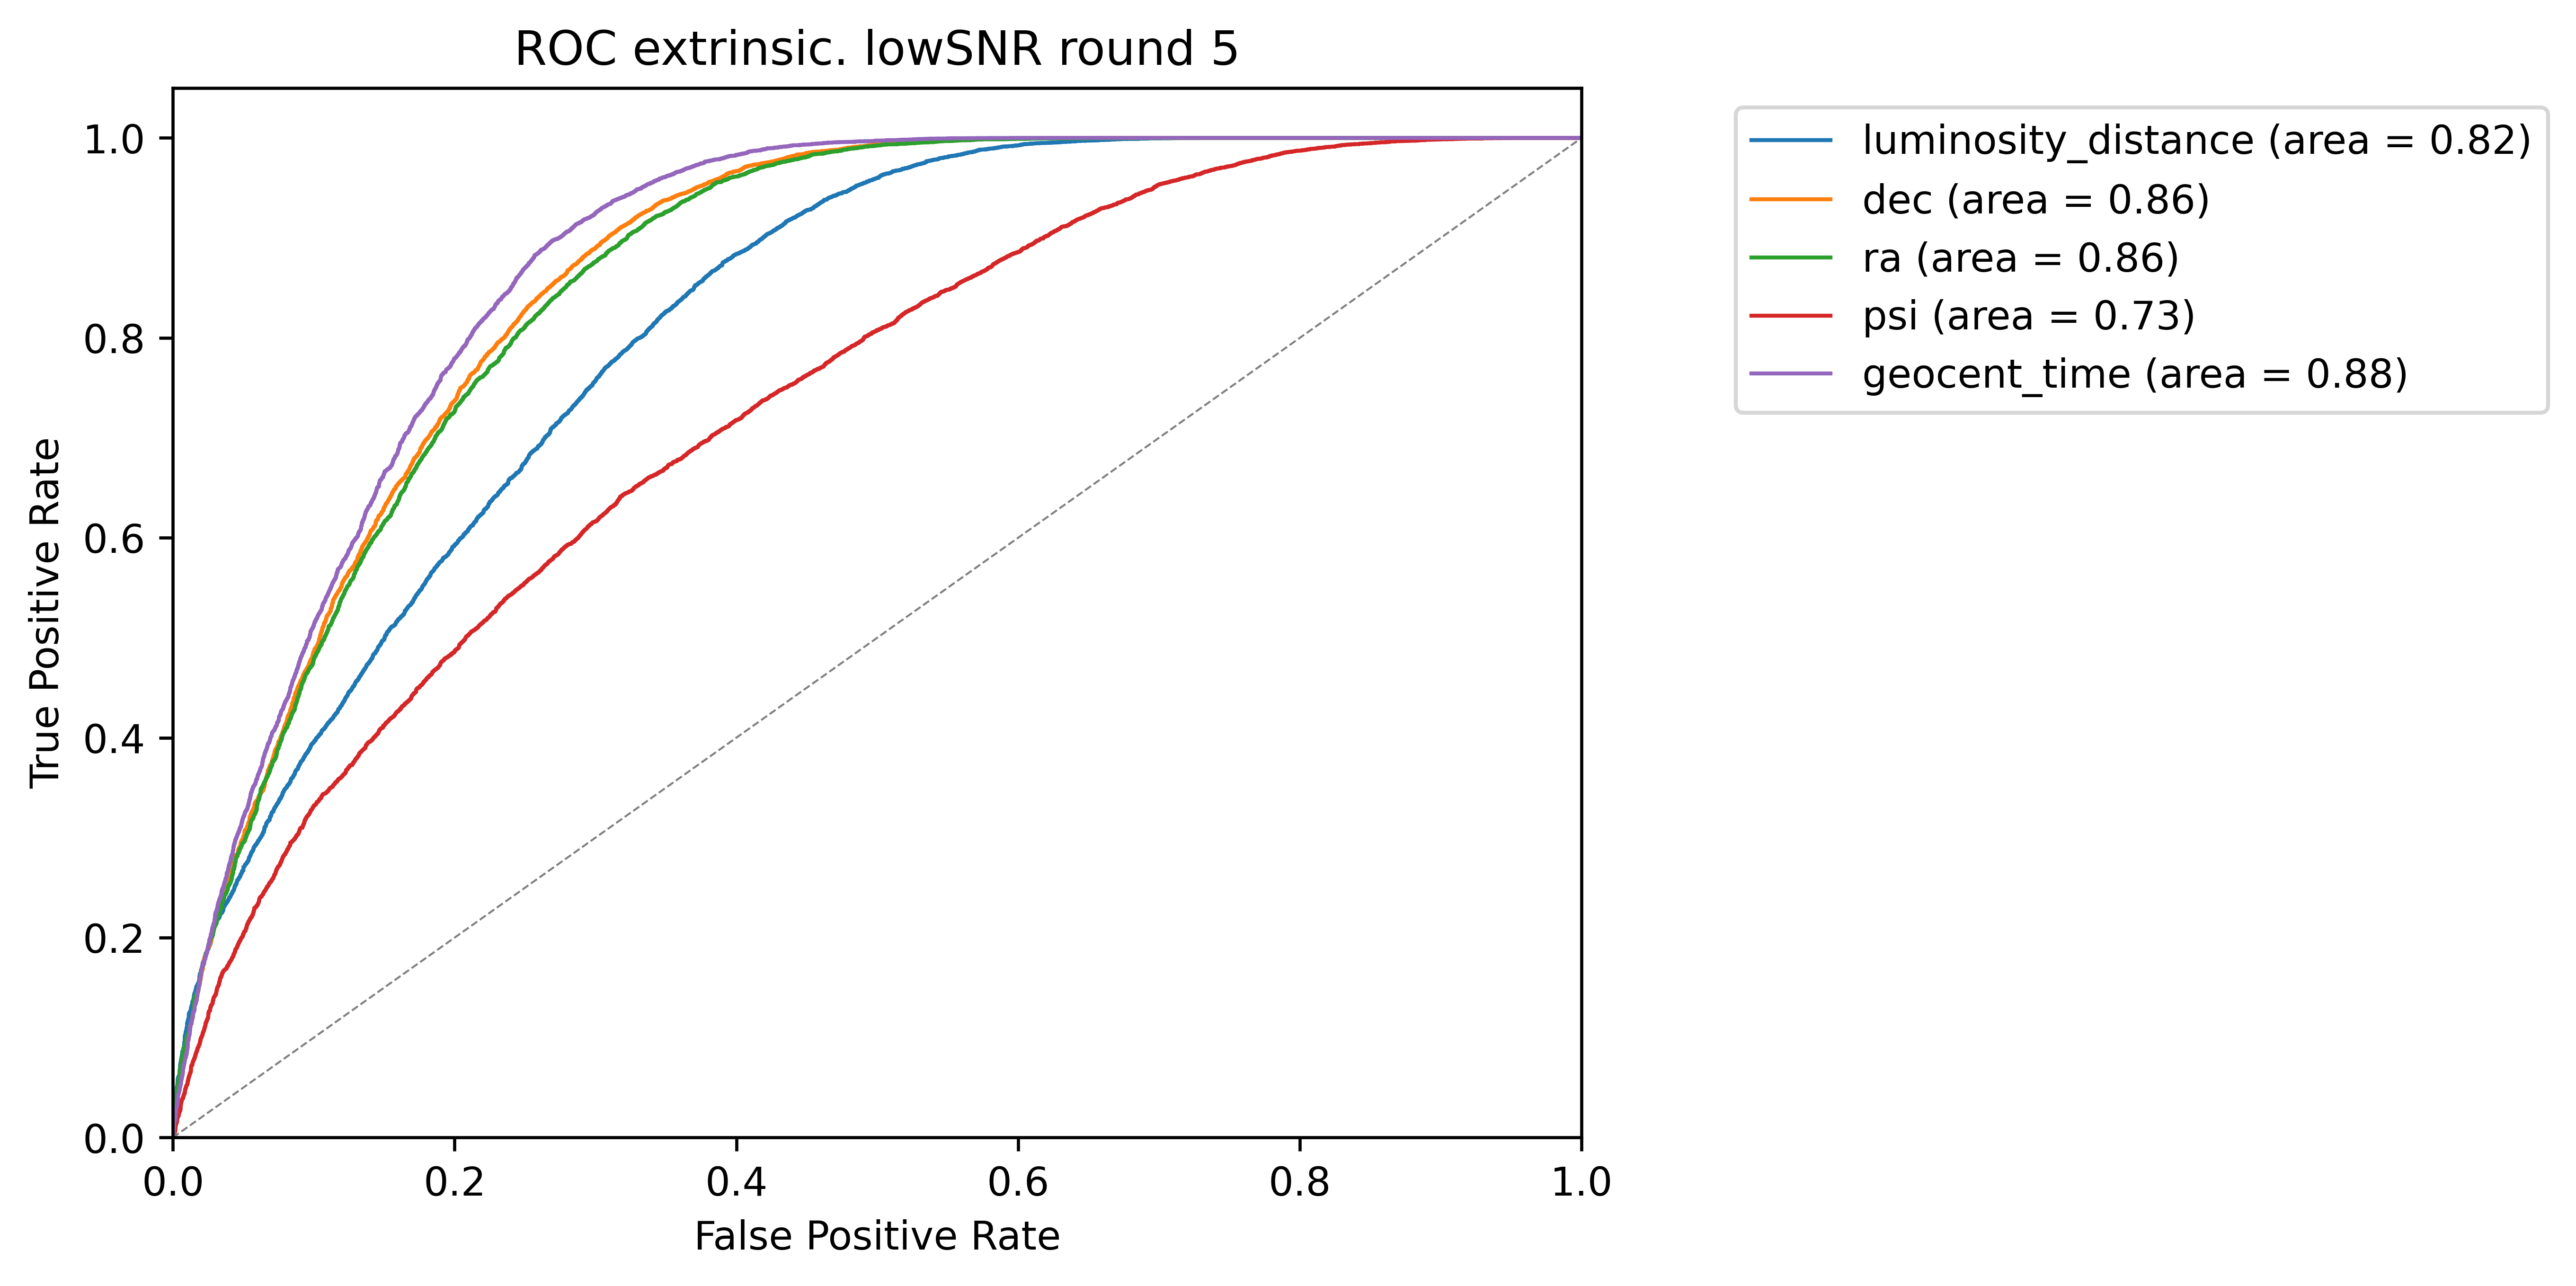 ROC extrinsic. lowSNR round 5
1.0
0.8
0.6
0.4
0.2
0.0
True Positive Rate
0.0 0.2 0.4 0.6 0.8 1.0
False Positive Rate
luminosity_distance (area = 0.82)
dec (area = 0.86)
ra (area = 0.86)
psi (area = 0.73)
geocent_time (area = 0.88)